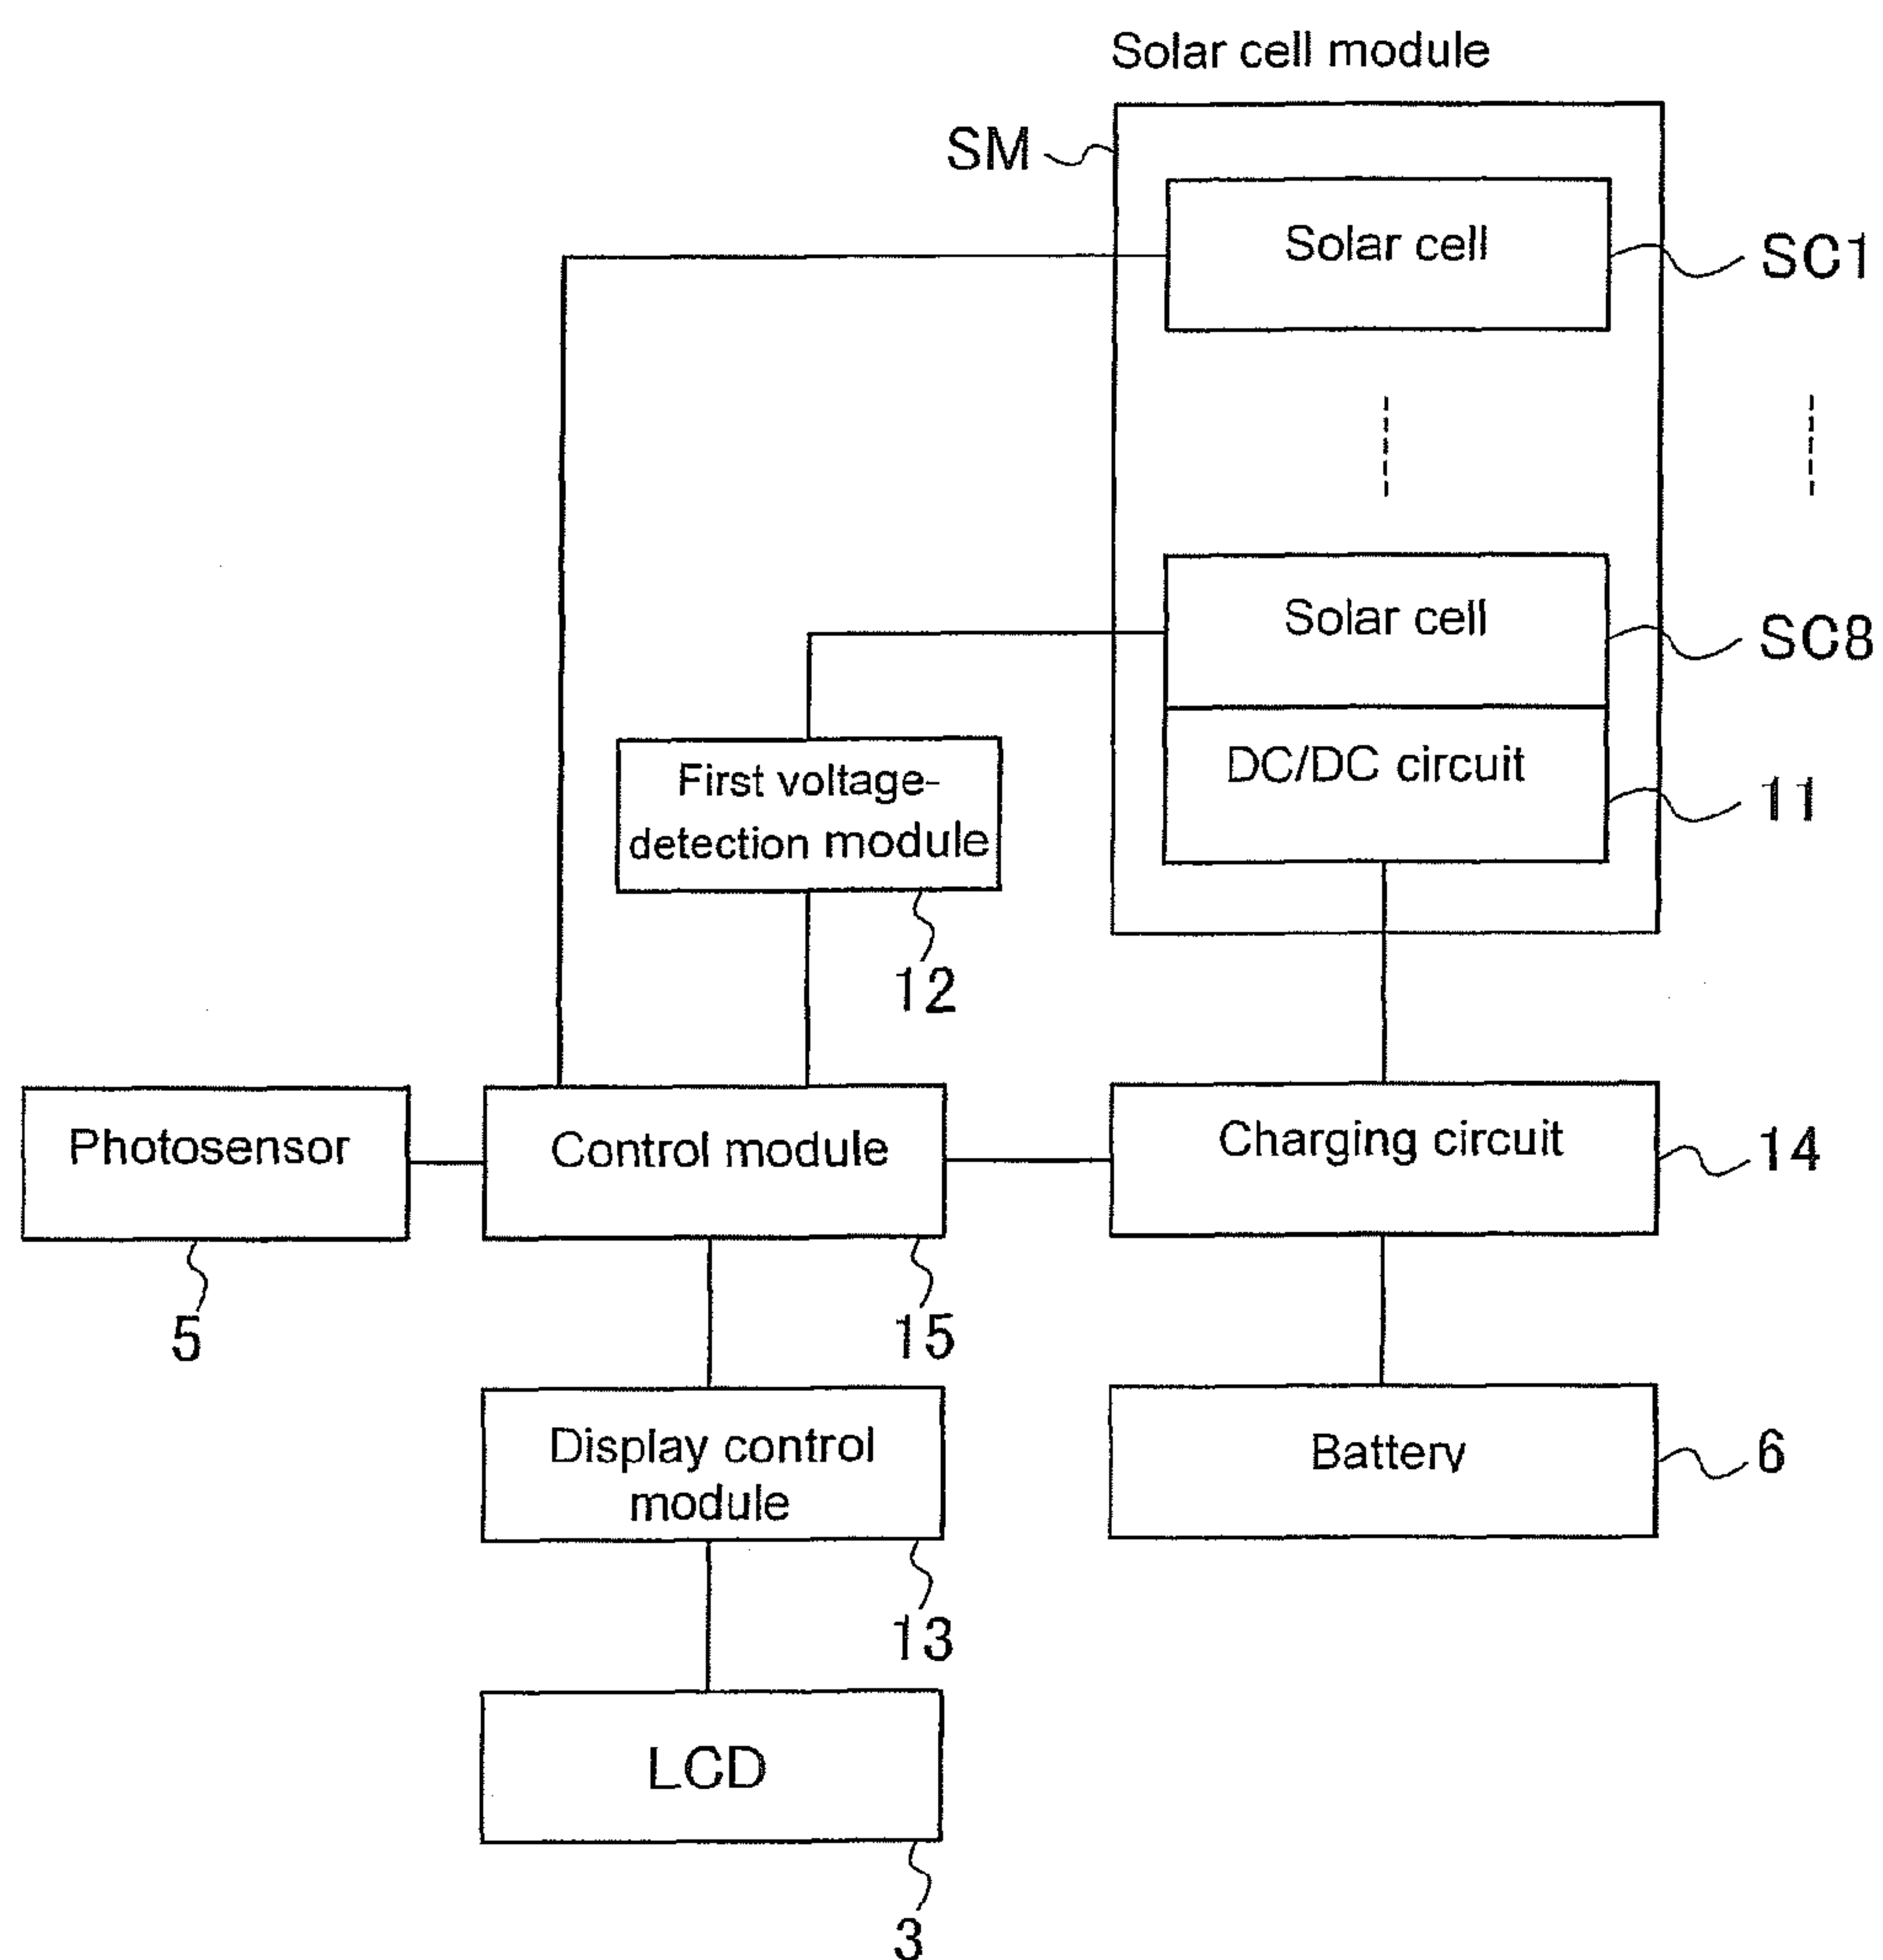 Solar cell module
SM
Solar cell
SC1
Solar cell
SC8
DC/DC circuit
11
First voltage-
detection module
12
Photosensor
5
Control module
15
Charging circuit
14
Display control
module
13
Battery
6
LCD
3